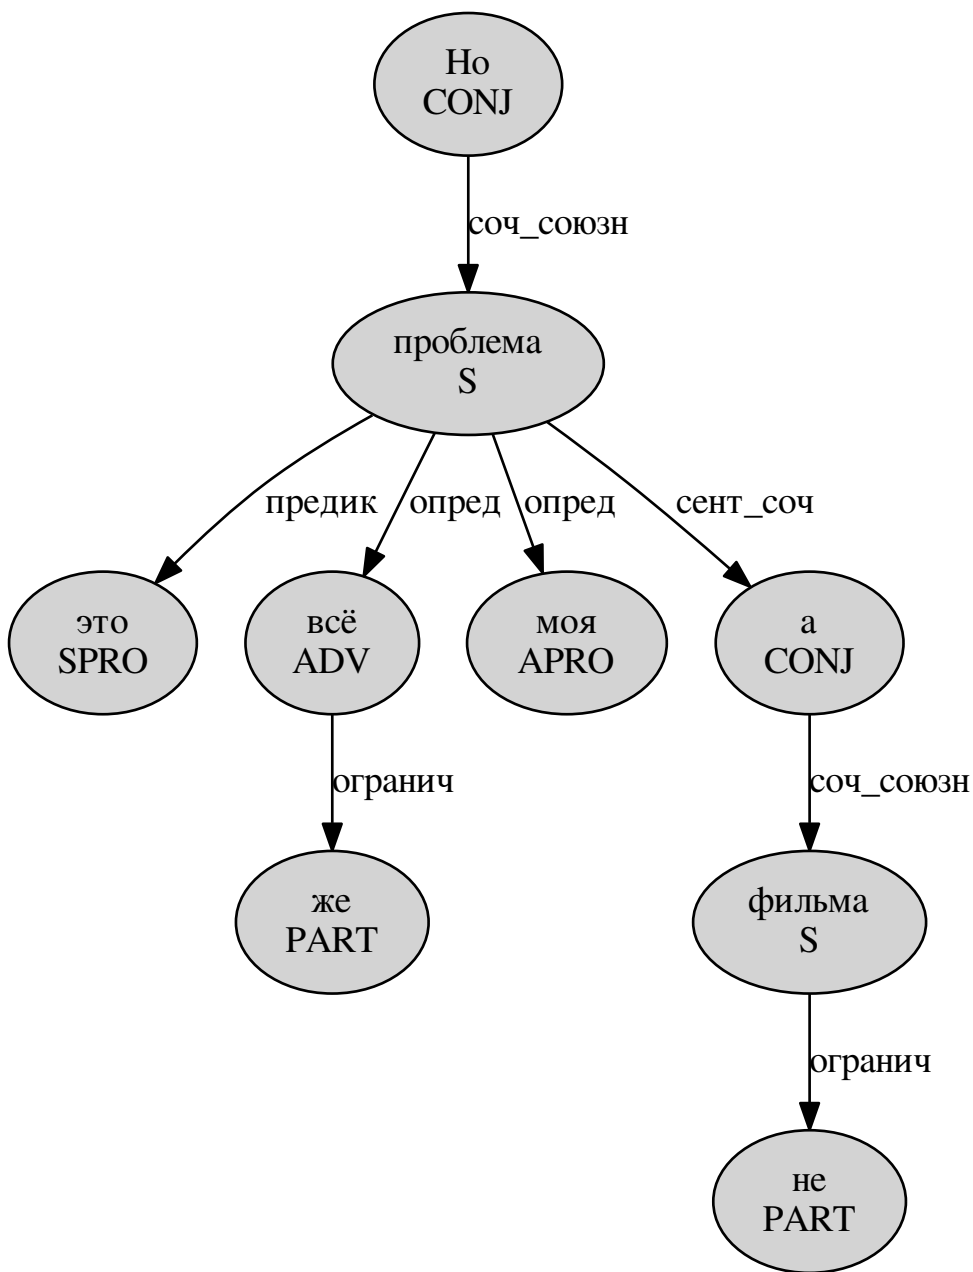 Но
CONJ
соч_союзн
проблема
S
предик
опред
опред
сент_соч
это
SPRO
всё
ADV
моя
APRO
а
CONJ
огранич
соч_союзн
же
PART
фильма
S
огранич
не
PART